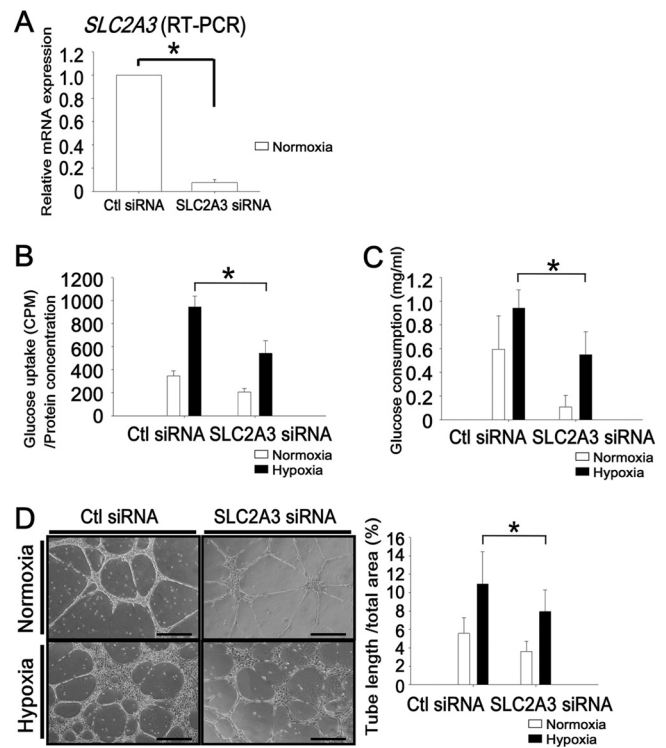 A
SLC2A3 (RT-PCR)
Relative mRNA expression
1.2
1.0
0.8
0.6
0.4
0.2
0
*
Ctl siRNA SLC2A3 siRNA
Normoxia
B
Glucose uptake (CPM)
/Protein concentration
1200
1000
800
600
400
200
0
*
Ctl siRNA SLC2A3 siRNA
Normoxia
Hypoxia
C
Glucose consumption (mg/ml)
1.2
1.2
0.8
0.6
0.4
0.2
0
*
Ctl siRNA SLC2A3 siRNA
Normoxia
Hypoxia
D
Ctl siRNA SLC2A3 siRNA
Normoxia
Hypoxia
Tube length /total area (%)
16
14
12
10
8
6
4
2
0
*
Ctl siRNA SLC2A3 siRNA
Normoxia
Hypoxia